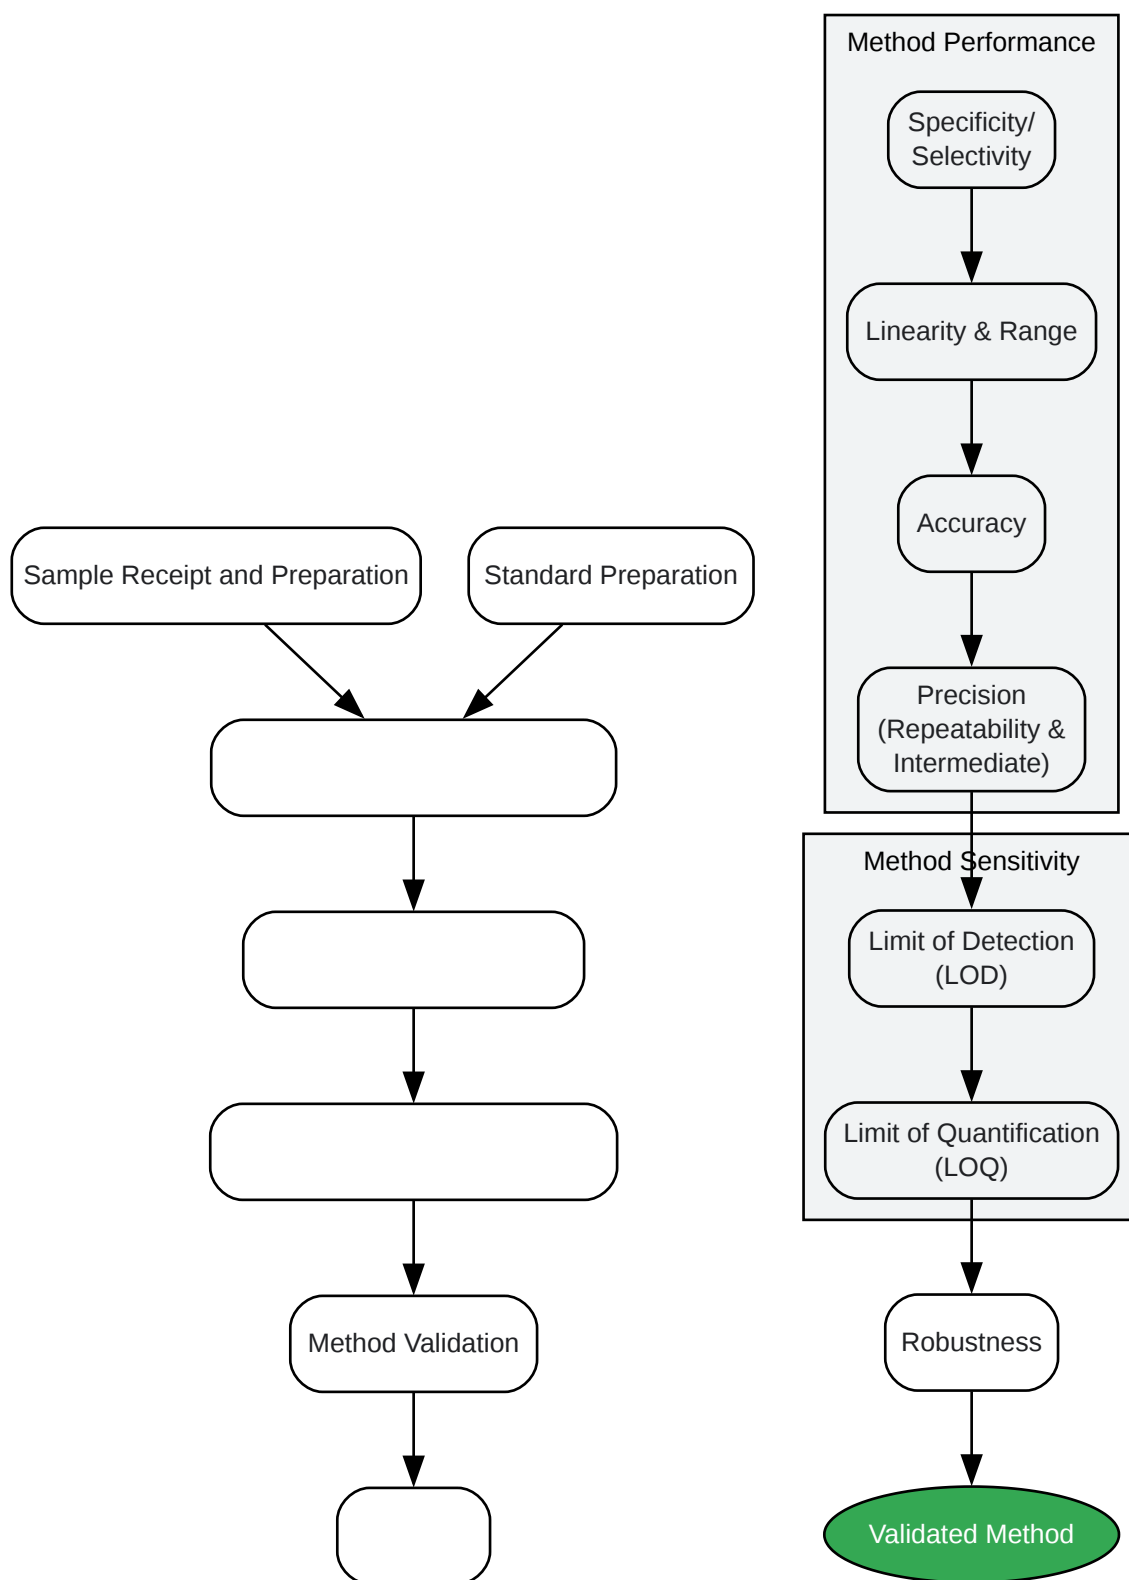 Method Performance
Specificity/
Selectivity
Linearity & Range
Accuracy
Sample Receipt and Preparation
Standard Preparation
Precision
(Repeatability &
Intermediate)
Method Sensitivity
Limit of Detection
(LOD)
Limit of Quantification
(LOQ)
Method Validation
Robustness
Validated Method